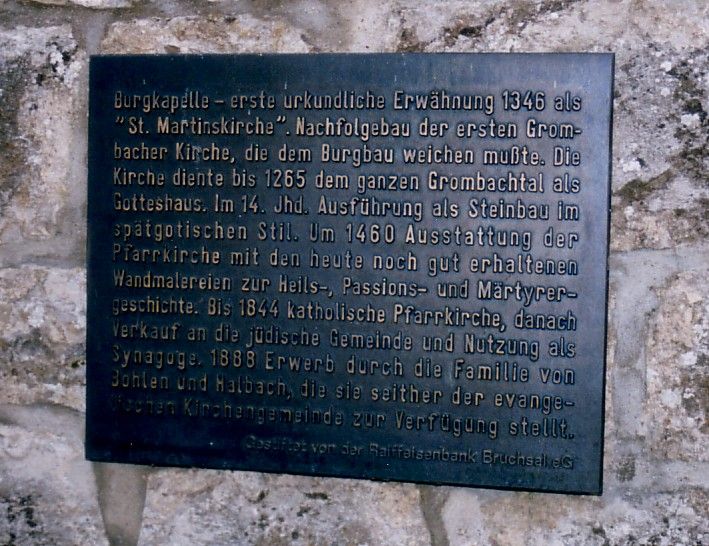 Burgkapelle – erste urkundliche Erwähnung 1346 als
"St. Martinskirche". Nachfolgebau der ersten Grom-
bacher Kirche, die dem Burgbau weichen mußte. Die
Kirche diente bis 1265 dem ganzen Grombachtal als
Gotteshaus. Im 14. Jhd. Ausführung als Steinbau im
spätgotischen Stil. Um 1460 Ausstattung der
Pfarrkirche mit den heute noch gut erhaltenen
Wandmalereien zur Heils-, Passions- und Märtyrer-
geschichte. Bis 1844 katholische Pfarrkirche, danach
Verkauf an die jüdische Gemeinde und Nutzung als
Synagoge. 1888 Erwerb durch die Familie von
Bohlen und Halbach, die sie seither der evange-
lischen Kirchengemeinde zur Verfügung stellt.
Gestiftet von der Raiffeisenbank Bruchsal eG